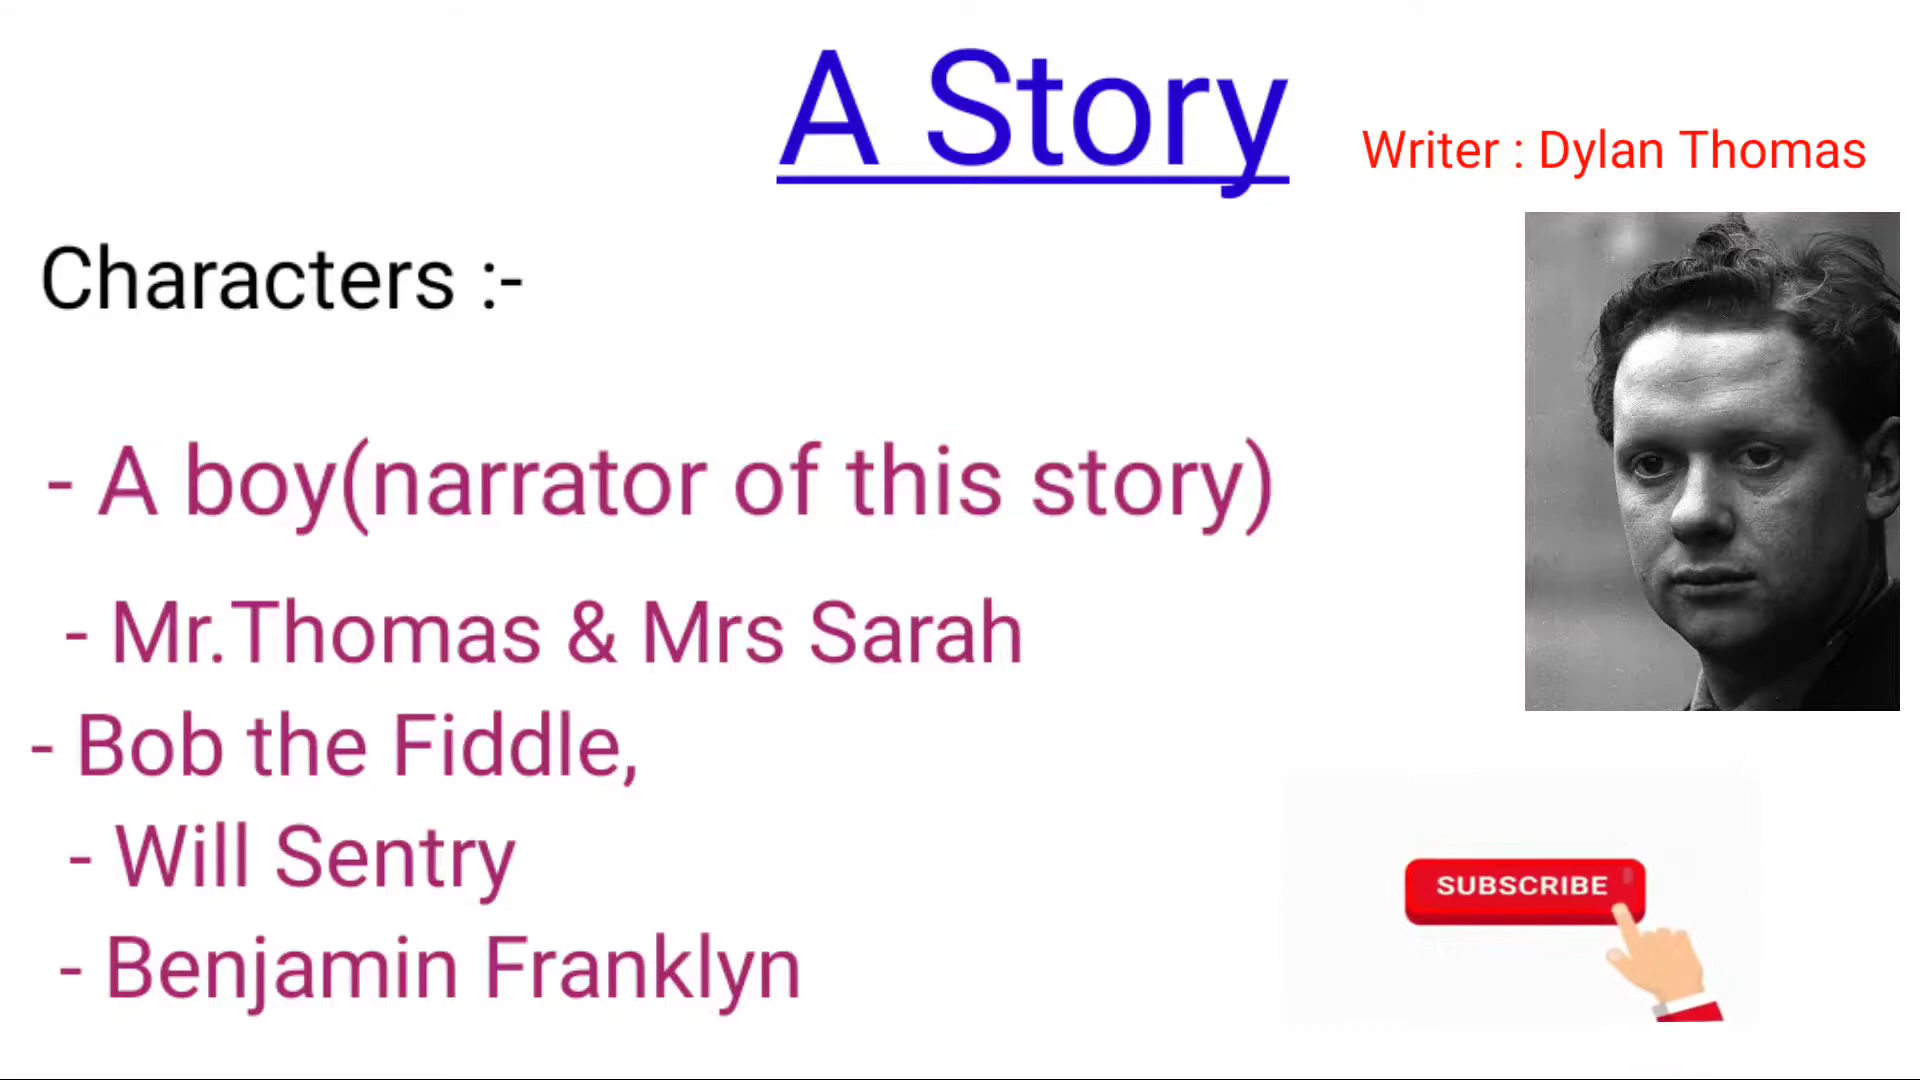 A Story
Writer : Dylan Thomas
Characters :-
- A boy(narrator of this story)
- Mr.Thomas & Mrs Sarah
- Bob the Fiddle,
- Will Sentry
- Benjamin Franklyn
SUBSCRIBE